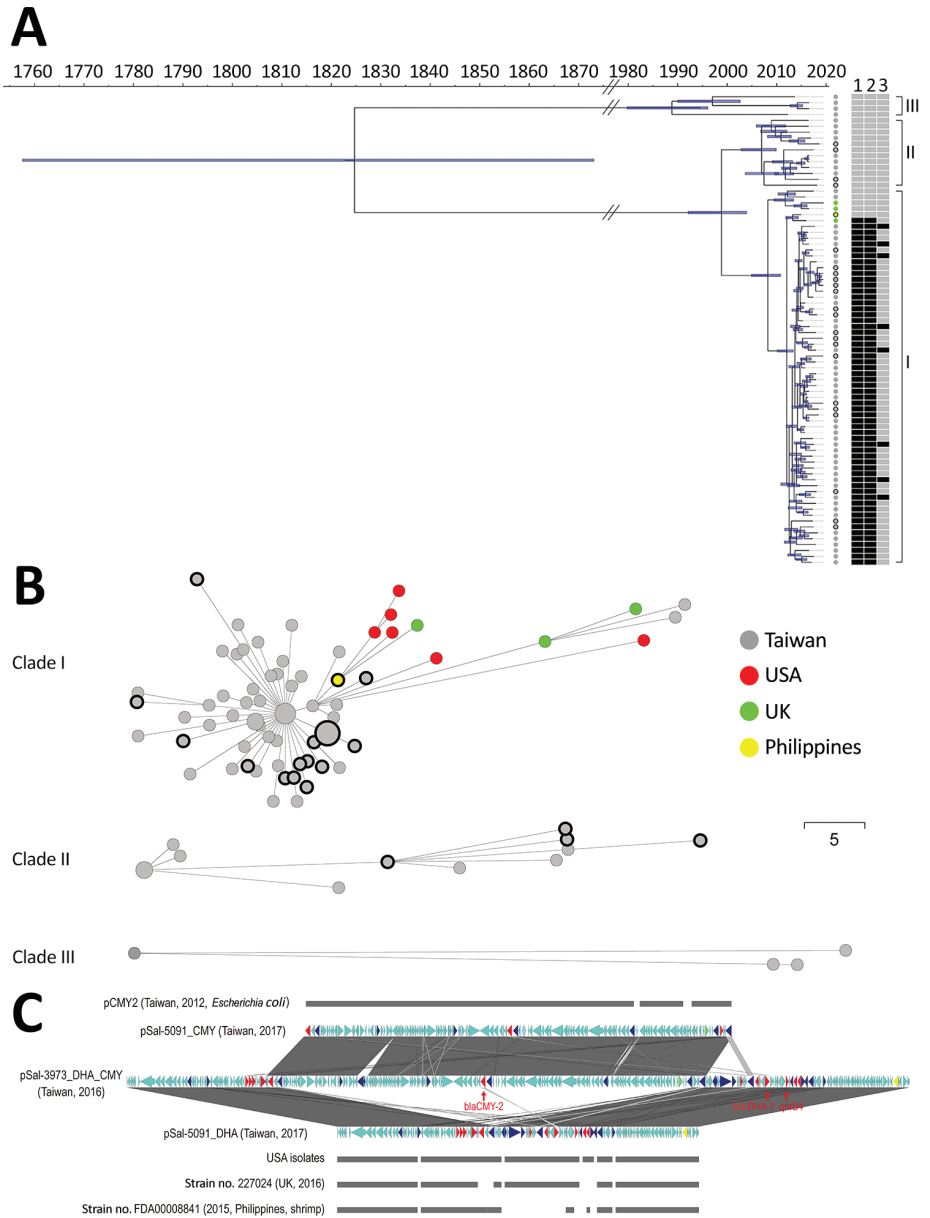 A
1760 1770 1780 1790 1800 1810 1820 1830 1840 1850 1860 1870 1980 1990 2000 2010 2020
1 2 3
III
II
I
B
Clade I
Taiwan
USA
UK
Philippines
5
Clade II
Clade III
C
pCMY2 (Taiwan, 2012, Escherichia coli)
pSal-5091_CMY (Taiwan, 2017)
pSal-3973_DHA_CMY
(Taiwan, 2016)
blaCMY-2
pSal-5091_DHA (Taiwan, 2017)
USA isolates
Strain no. 227024 (UK, 2016)
Strain no. FDA00008841 (2015, Philippines, shrimp)